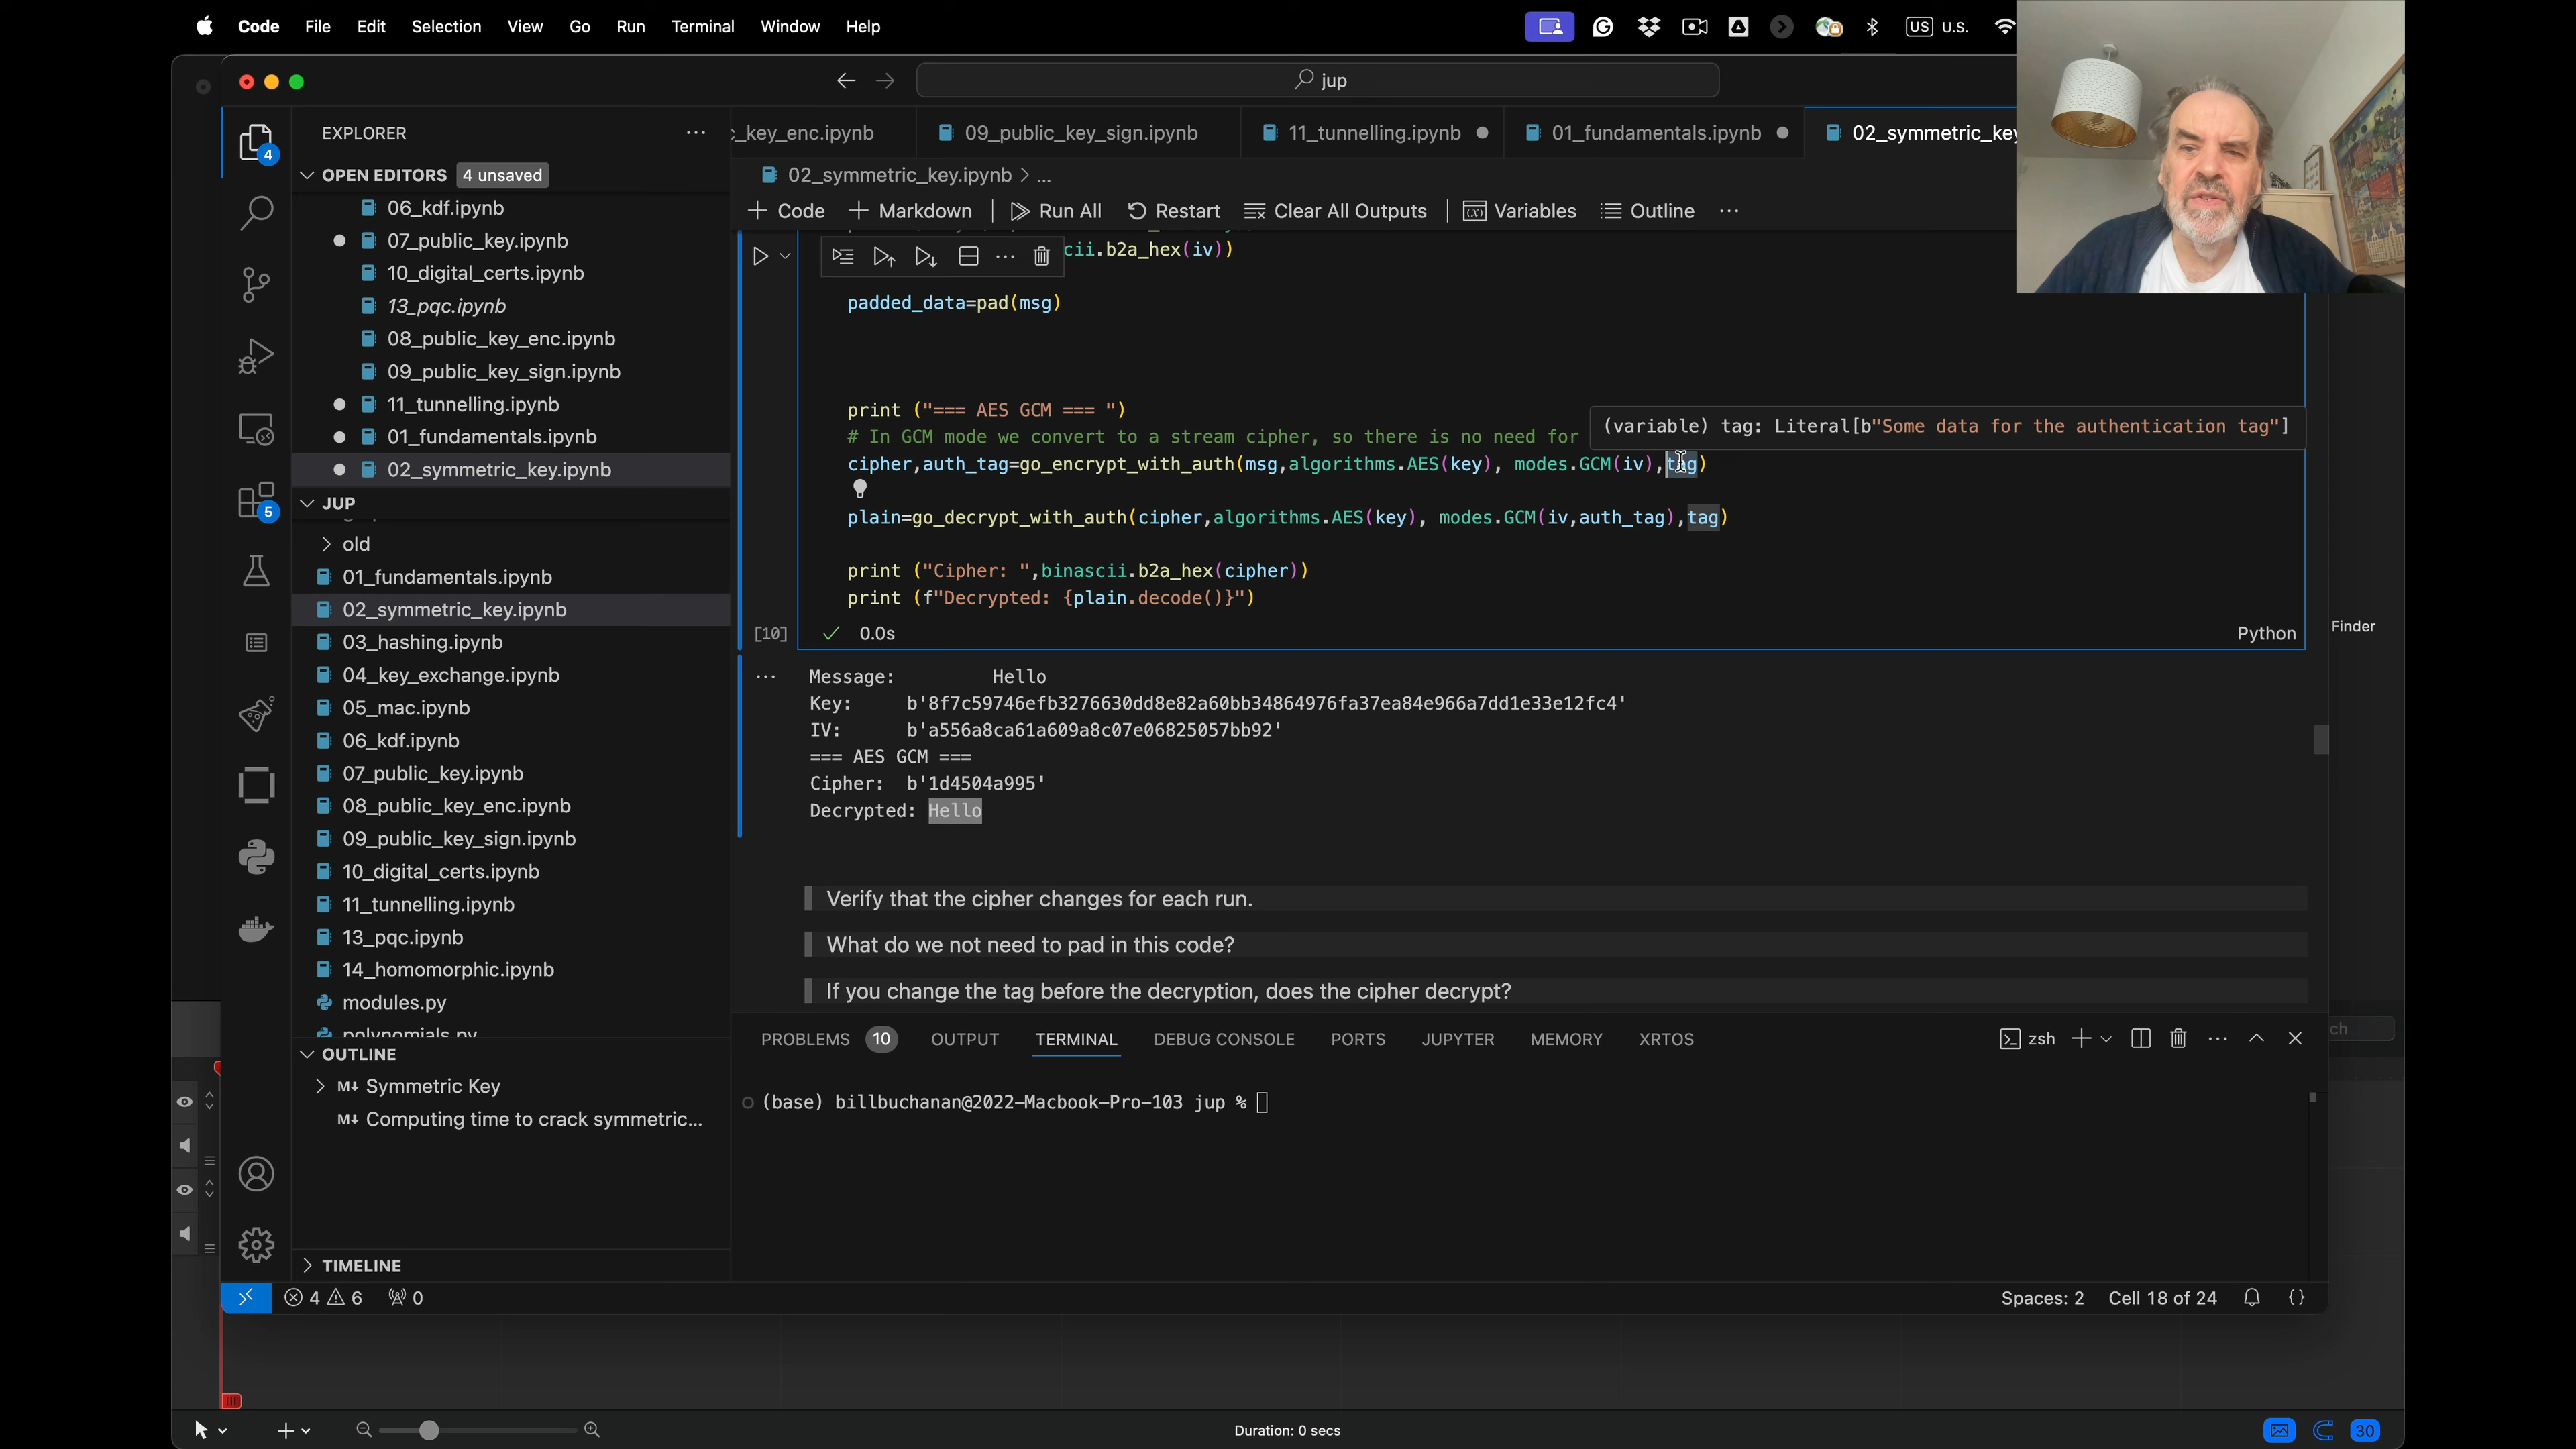 Code File Edit Selection View Go Run Terminal Window Help
US U.S.
jup
EXPLORER
OPEN EDITORS 4 unsaved
06_kdf.ipynb
07_public_key.ipynb
10_digital_certs.ipynb
13_pqc.ipynb
08_public_key_enc.ipynb
09_public_key_sign.ipynb
11_tunnelling.ipynb
01_fundamentals.ipynb
02_symmetric_key.ipynb
JUP
old
01_fundamentals.ipynb
02_symmetric_key.ipynb
03_hashing.ipynb
04_key_exchange.ipynb
05_mac.ipynb
06_kdf.ipynb
07_public_key.ipynb
08_public_key_enc.ipynb
09_public_key_sign.ipynb
10_digital_certs.ipynb
11_tunnelling.ipynb
13_pqc.ipynb
14_homomorphic.ipynb
modules.py
polynomials.py
OUTLINE
Symmetric Key
Computing time to crack symmetric...
TIMELINE
4
5
c_key_enc.ipynb 09_public_key_sign.ipynb 11_tunnelling.ipynb 01_fundamentals.ipynb 02_symmetric_key
02_symmetric_key.ipynb > ...
+ Code + Markdown Run All Restart Clear All Outputs Variables Outline ...
cii.b2a_hex(iv))
padded_data=pad(msg)
print ("=== AES GCM === ")
# In GCM mode we convert to a stream cipher, so there is no need for
(variable) tag: Literal[b"Some data for the authentication tag"]
cipher,auth_tag=go_encrypt_with_auth(msg,algorithms.AES(key), modes.GCM(iv),tag)
plain=go_decrypt_with_auth(cipher,algorithms.AES(key), modes.GCM(iv,auth_tag),tag)
print ("Cipher: ",binascii.b2a_hex(cipher))
print (f"Decrypted: {plain.decode()}")
[10] 0.0s Python
Finder
Message: Hello
Key: b'8f7c59746efb3276630dd8e82a60bb34864976fa37ea84e966a7dd1e33e12fc4'
IV: b'a556a8ca61a609a8c07e06825057bb92'
=== AES GCM ===
Cipher: b'1d4504a995'
Decrypted: Hello
Verify that the cipher changes for each run.
What do we not need to pad in this code?
If you change the tag before the decryption, does the cipher decrypt?
PROBLEMS 10 OUTPUT TERMINAL DEBUG CONSOLE PORTS JUPYTER MEMORY XRTOS zsh
ch
(base) billbuchanan@2022-Macbook-Pro-103 jup %
4 6 0 Spaces: 2 Cell 18 of 24 {}
Duration: 0 secs
30